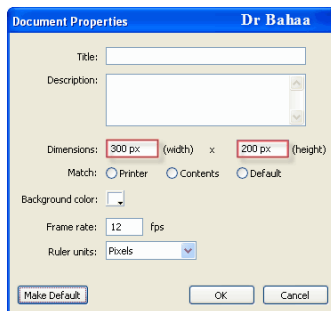 Document Properties Dr Bahaa
Title:
Description:
Dimensions: 300 px (width) x 200 px (height)
Match: Printer Contents Default
Background color:
Frame rate: 12 fps
Ruler units: Pixels
Make Default OK Cancel